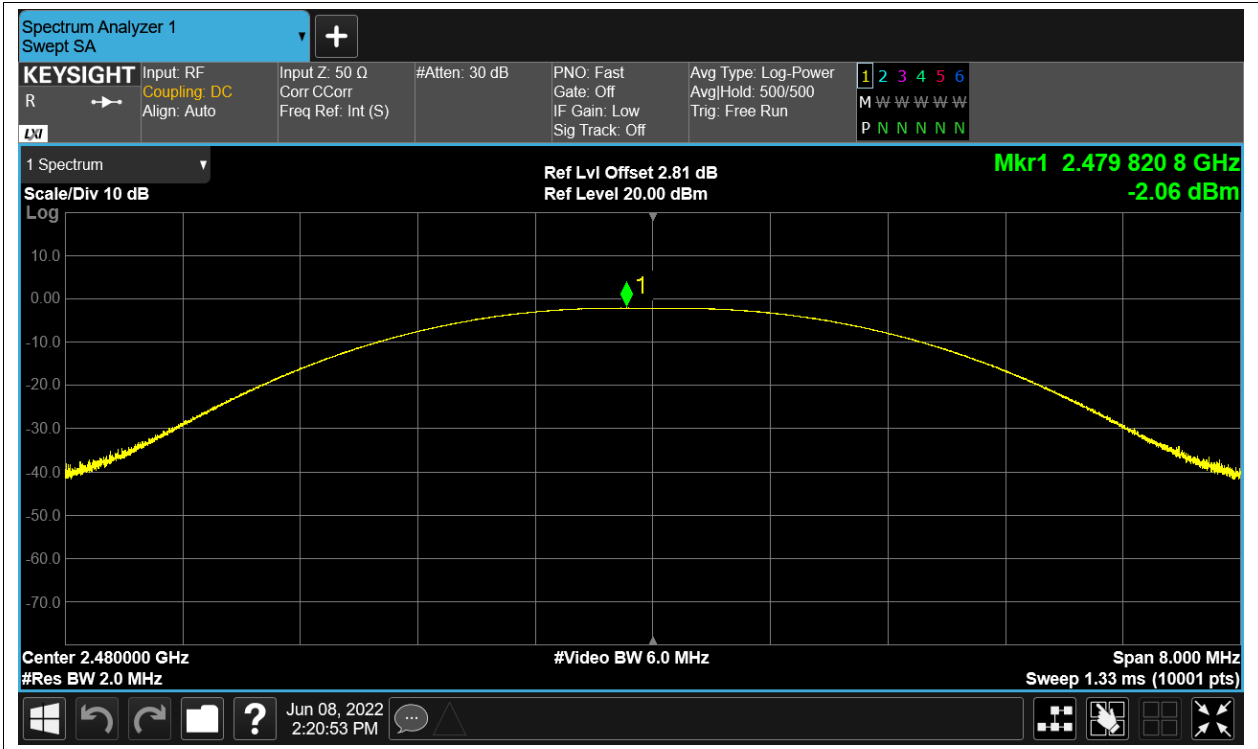 Spectrum Analyzer 1
Swept SA
KEYSIGHT
R
LXI
Input: RF
Coupling: DC
Align: Auto
Input Z: 50 Ω
Corr CCorr
Freq Ref: Int (S)
#Atten: 30 dB
PNO: Fast
Gate: Off
IF Gain: Low
Sig Track: Off
Avg Type: Log-Power
Avg|Hold: 500/500
Trig: Free Run
1 2 3 4 5 6
M W W W W W
P N N N N N
1 Spectrum
Scale/Div 10 dB
Log
Ref Lvl Offset 2.81 dB
Ref Level 20.00 dBm
Mkr1 2.479 820 8 GHz
-2.06 dBm
10.0
0.00
-10.0
-20.0
-30.0
-40.0
-50.0
-60.0
-70.0
1
Center 2.480000 GHz
#Res BW 2.0 MHz
#Video BW 6.0 MHz
Span 8.000 MHz
Sweep 1.33 ms (10001 pts)
?
Jun 08, 2022
2:20:53 PM